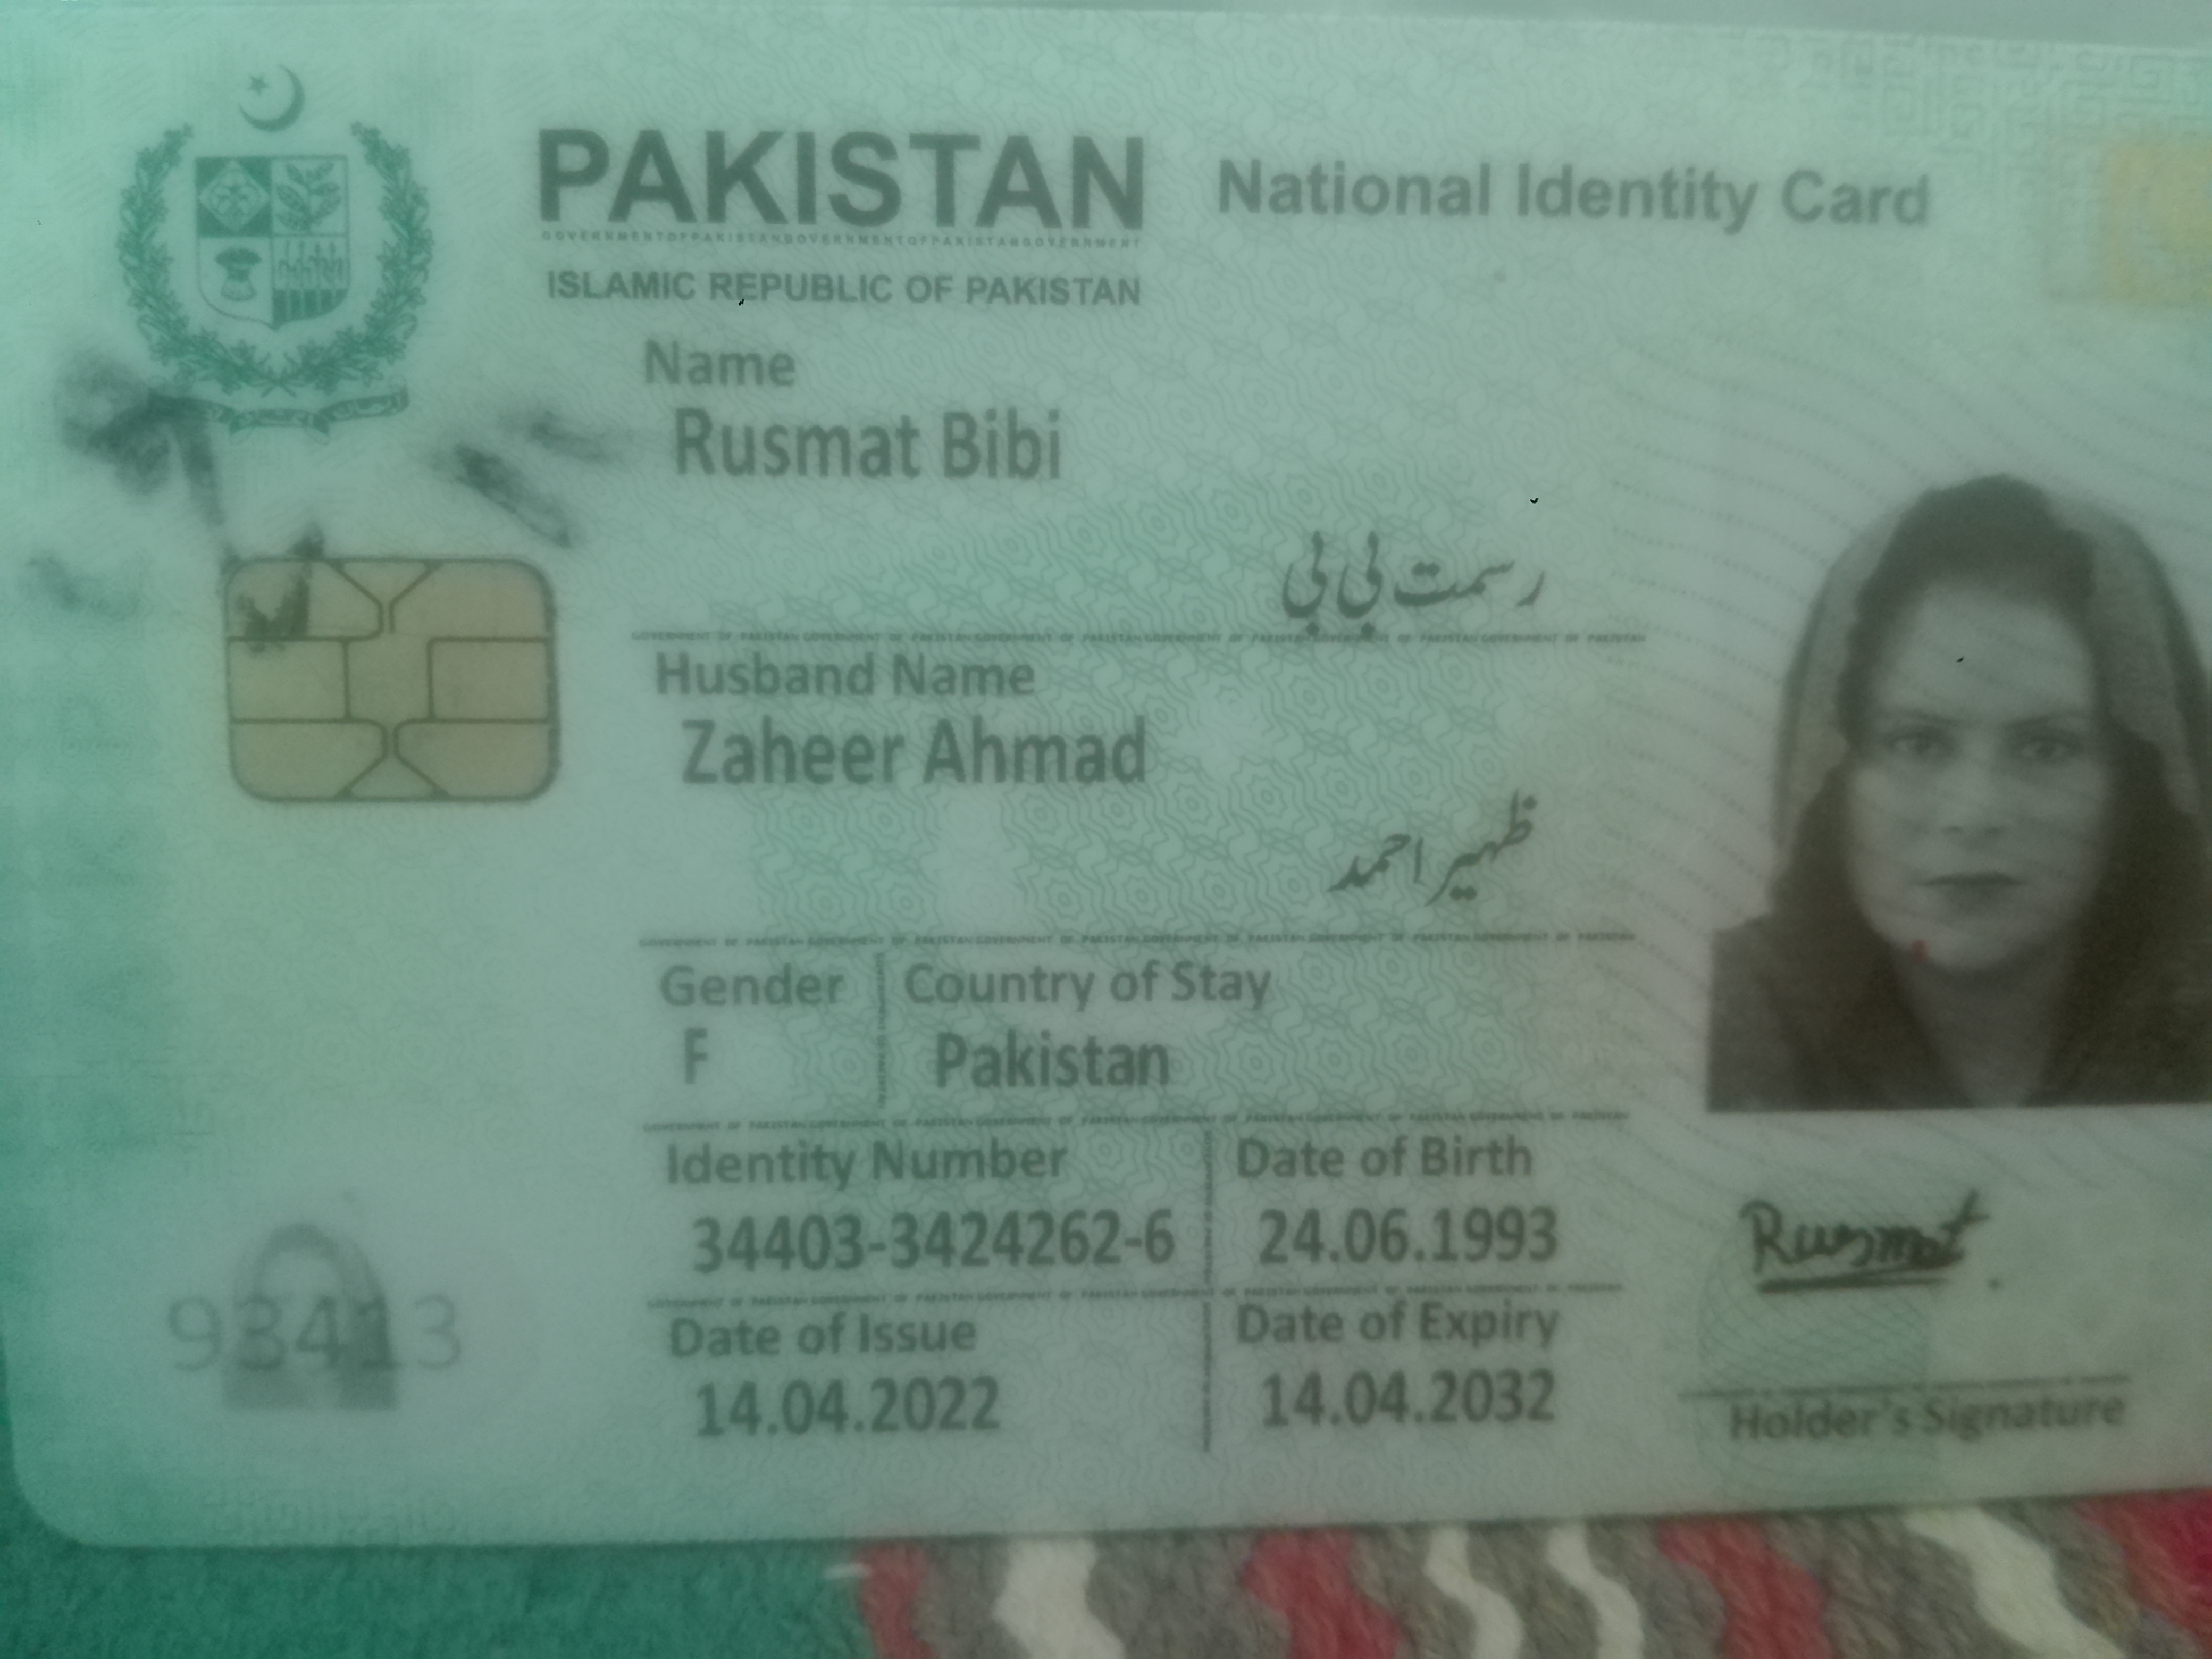 PAKISTAN National Identity Card
ISLAMIC REPUBLIC OF PAKISTAN
Name
Rusmat Bibi
رسمت بی بی
Husband Name
Zaheer Ahmad
ظہیر احمد
Gender Country of Stay
F Pakistan
Identity Number Date of Birth
34403-3424262-6 24.06.1993
Date of Issue Date of Expiry
14.04.2022 14.04.2032
93413
Rusmat
Holder's Signature